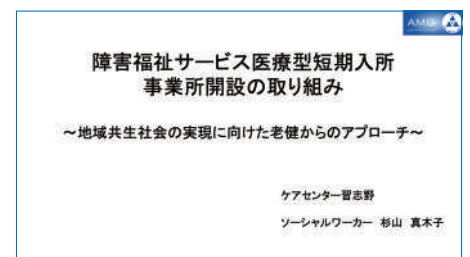 AMG
障害福祉サービス医療型短期入所
事業所開設の取り組み
～地域共生社会の実現に向けた老健からのアプローチ～
ケアセンター習志野
ソーシャルワーカー 杉山 真木子